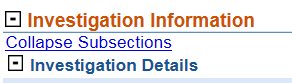 Investigation Information
Collapse Subsections
Investigation Details